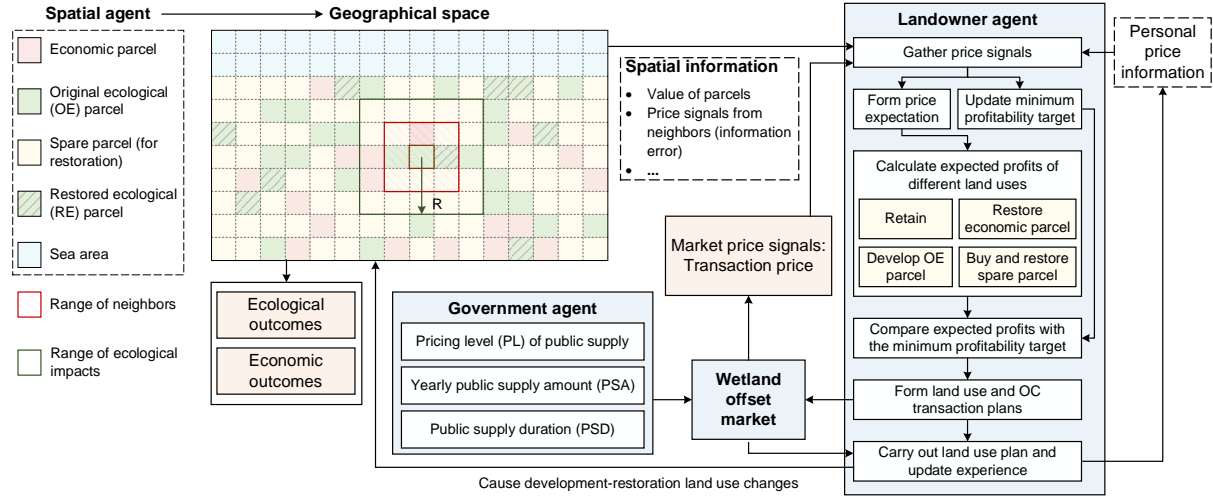 Spatial agent
Geographical space
Economic parcel
Original ecological
(OE) parcel
Spare parcel (for
restoration)
Restored ecological
(RE) parcel
Sea area
Range of neighbors
Range of ecological
impacts
R
Ecological
outcomes
Economic
outcomes
Spatial information
• Value of parcels
• Price signals from
neighbors (information
error)
• ...
Market price signals:
Transaction price
Government agent
Pricing level (PL) of public supply
Yearly public supply amount (PSA)
Public supply duration (PSD)
Wetland
offset
market
Cause development-restoration land use changes
Landowner agent
Gather price signals
Form price
expectation
Update minimum
profitability target
Calculate expected profits of
different land uses
Retain
Restore
economic parcel
Develop OE
parcel
Buy and restore
spare parcel
Compare expected profits with
the minimum profitability target
Form land use and OC
transaction plans
Carry out land use plan and
update experience
Personal
price
information